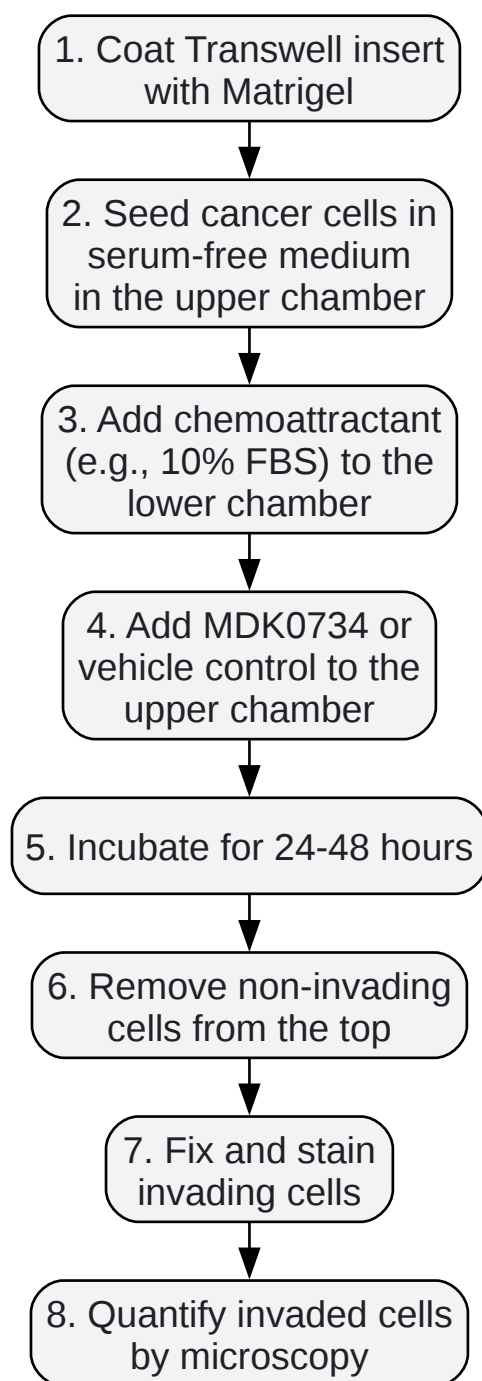 1. Coat Transwell insert
with Matrigel
2. Seed cancer cells in
serum-free medium
in the upper chamber
3. Add chemoattractant
(e.g., 10% FBS) to the
lower chamber
4. Add MDK0734 or
vehicle control to the
upper chamber
5. Incubate for 24-48 hours
6. Remove non-invading
cells from the top
7. Fix and stain
invading cells
8. Quantify invaded cells
by microscopy